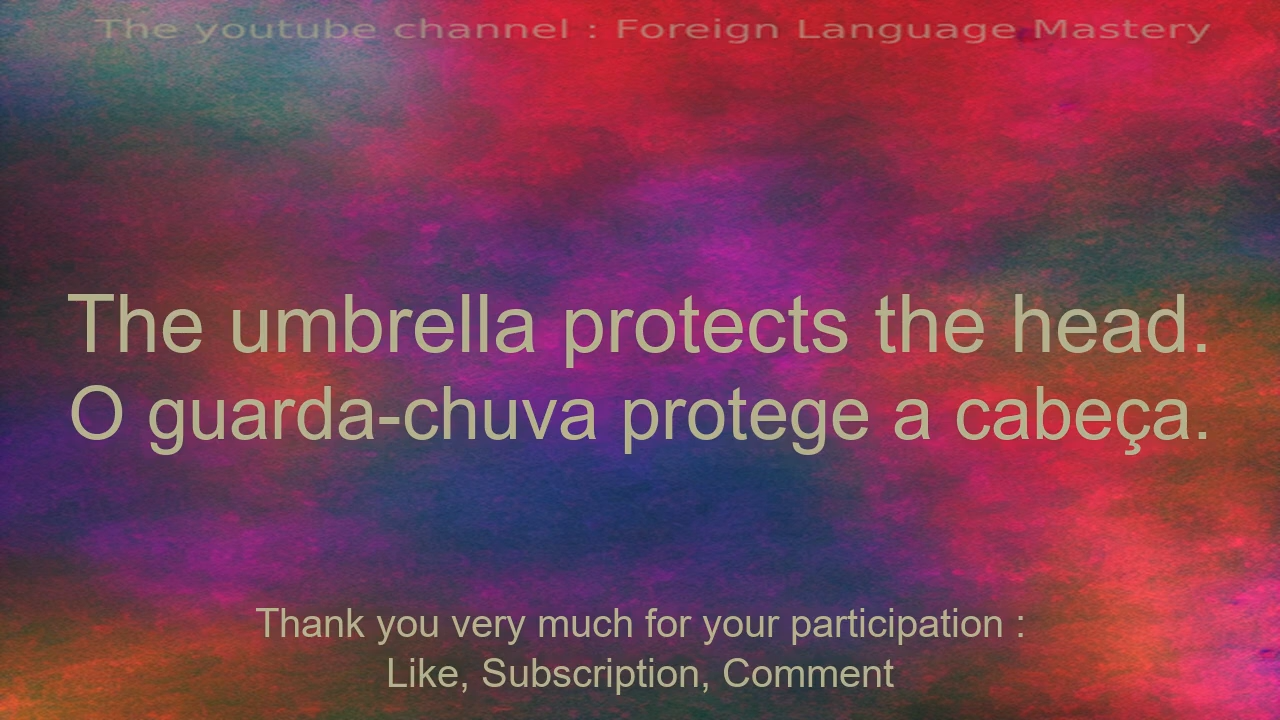 The youtube channel : Foreign Language Mastery
The umbrella protects the head.
O guarda-chuva protege a cabeça.
Thank you very much for your participation :
Like, Subscription, Comment